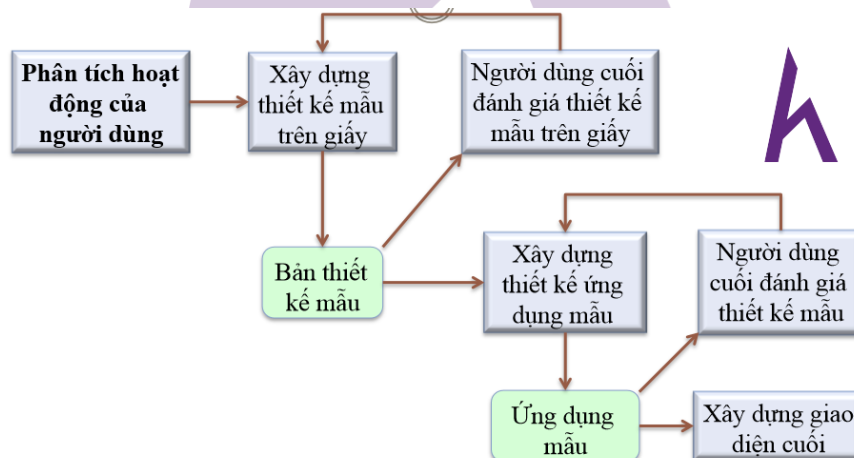 Phân tích hoạt
động của
người dùng
Xây dựng
thiết kế mẫu
trên giấy
Người dùng cuối
đánh giá thiết kế
mẫu trên giấy
Bản thiết
kế mẫu
Xây dựng
thiết kế ứng
dụng mẫu
Người dùng
cuối đánh giá
thiết kế mẫu
Ứng dụng
mẫu
Xây dựng giao
diện cuối